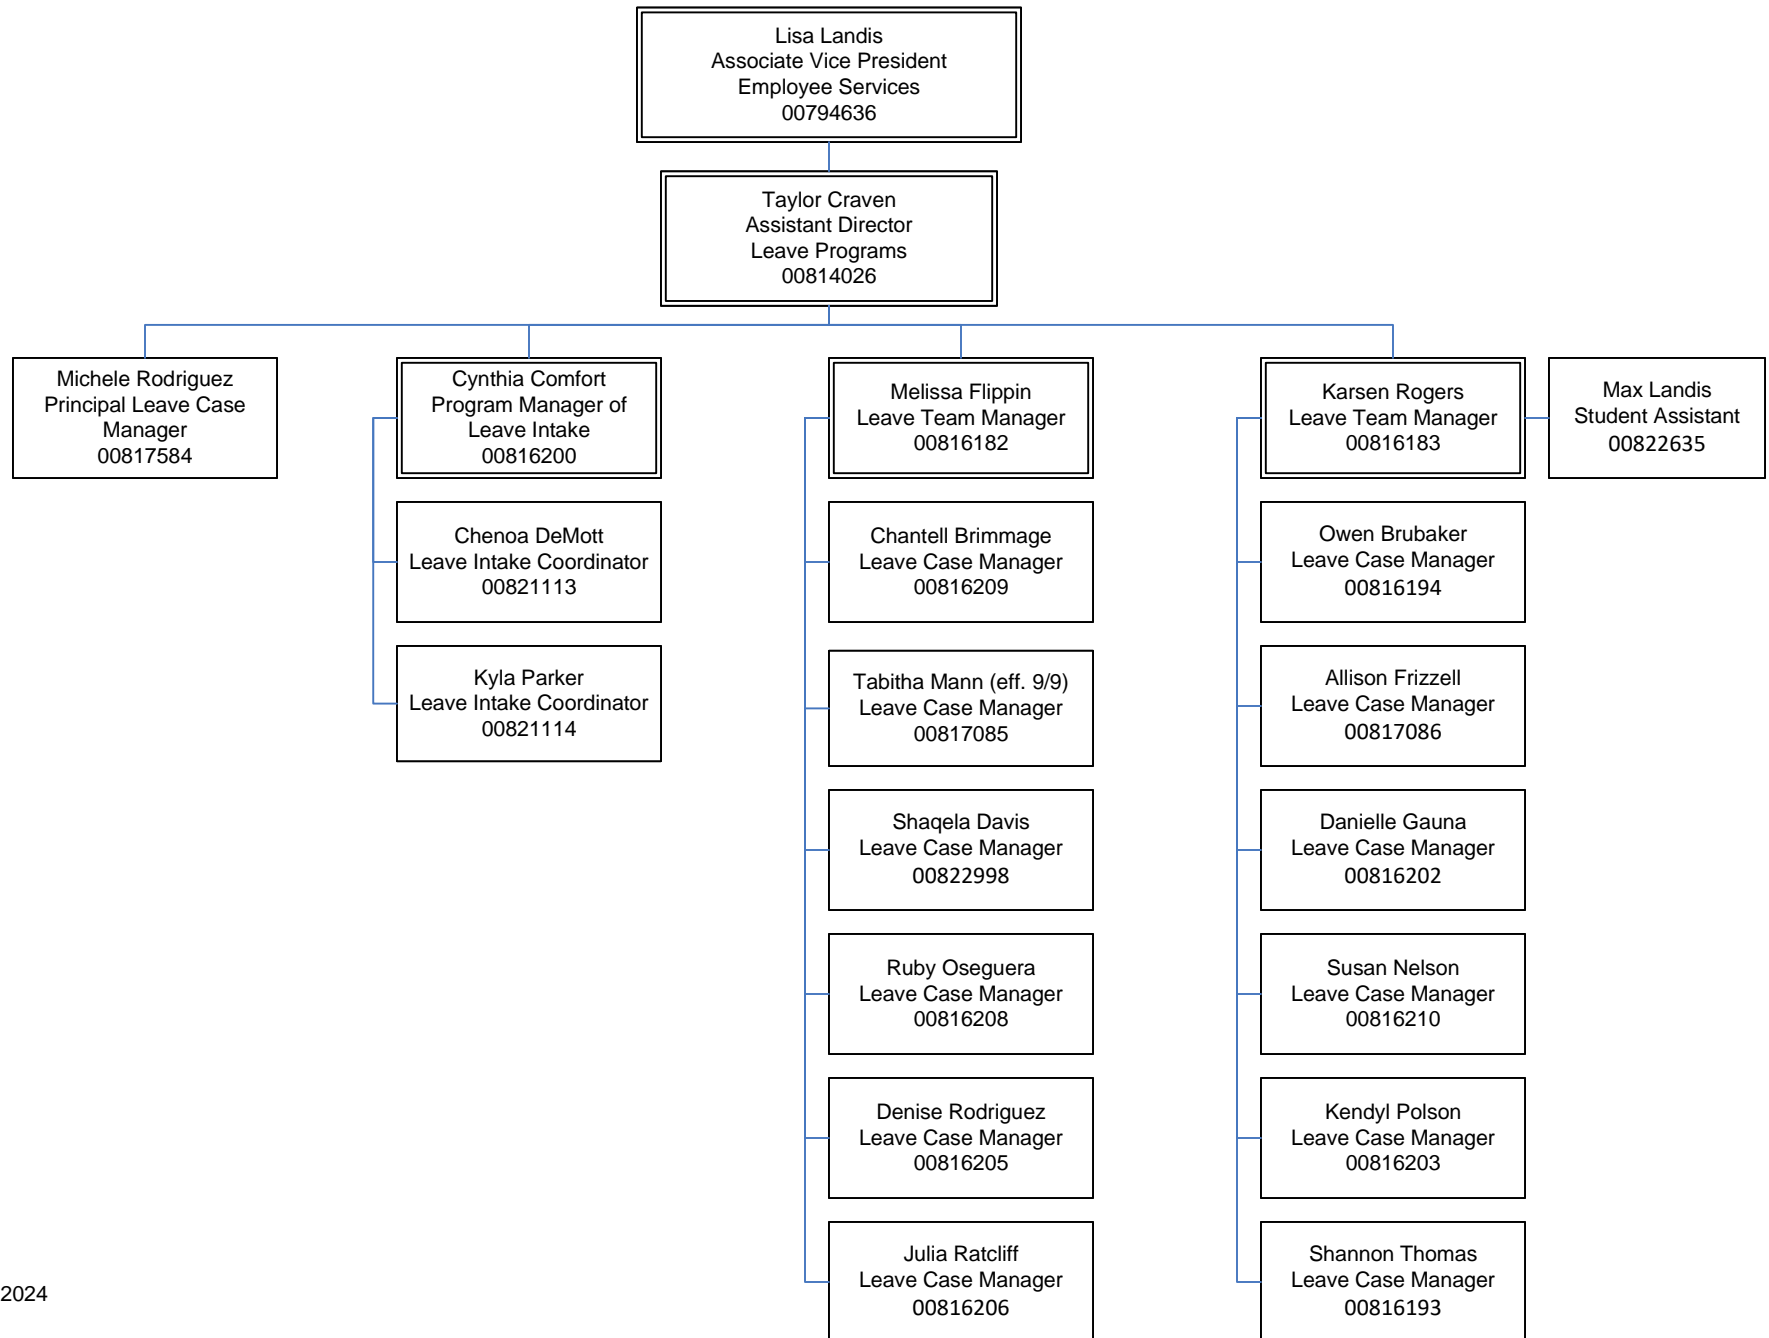 Lisa Landis
Associate Vice President
Employee Services
00794636
Taylor Craven
Assistant Director
Leave Programs
00814026
Michele Rodriguez
Principal Leave Case
Manager
00817584
Cynthia Comfort
Program Manager of
Leave Intake
00816200
Chenoa DeMott
Leave Intake Coordinator
00821113
Kyla Parker
Leave Intake Coordinator
00821114
Melissa Flippin
Leave Team Manager
00816182
Chantell Brimmage
Leave Case Manager
00816209
Tabitha Mann (eff. 9/9)
Leave Case Manager
00817085
Shaqela Davis
Leave Case Manager
00822998
Ruby Oseguera
Leave Case Manager
00816208
Denise Rodriguez
Leave Case Manager
00816205
Julia Ratcliff
Leave Case Manager
00816206
Karsen Rogers
Leave Team Manager
00816183
Max Landis
Student Assistant
00822635
Owen Brubaker
Leave Case Manager
00816194
Allison Frizzell
Leave Case Manager
00817086
Danielle Gauna
Leave Case Manager
00816202
Susan Nelson
Leave Case Manager
00816210
Kendyl Polson
Leave Case Manager
00816203
Shannon Thomas
Leave Case Manager
00816193
2024